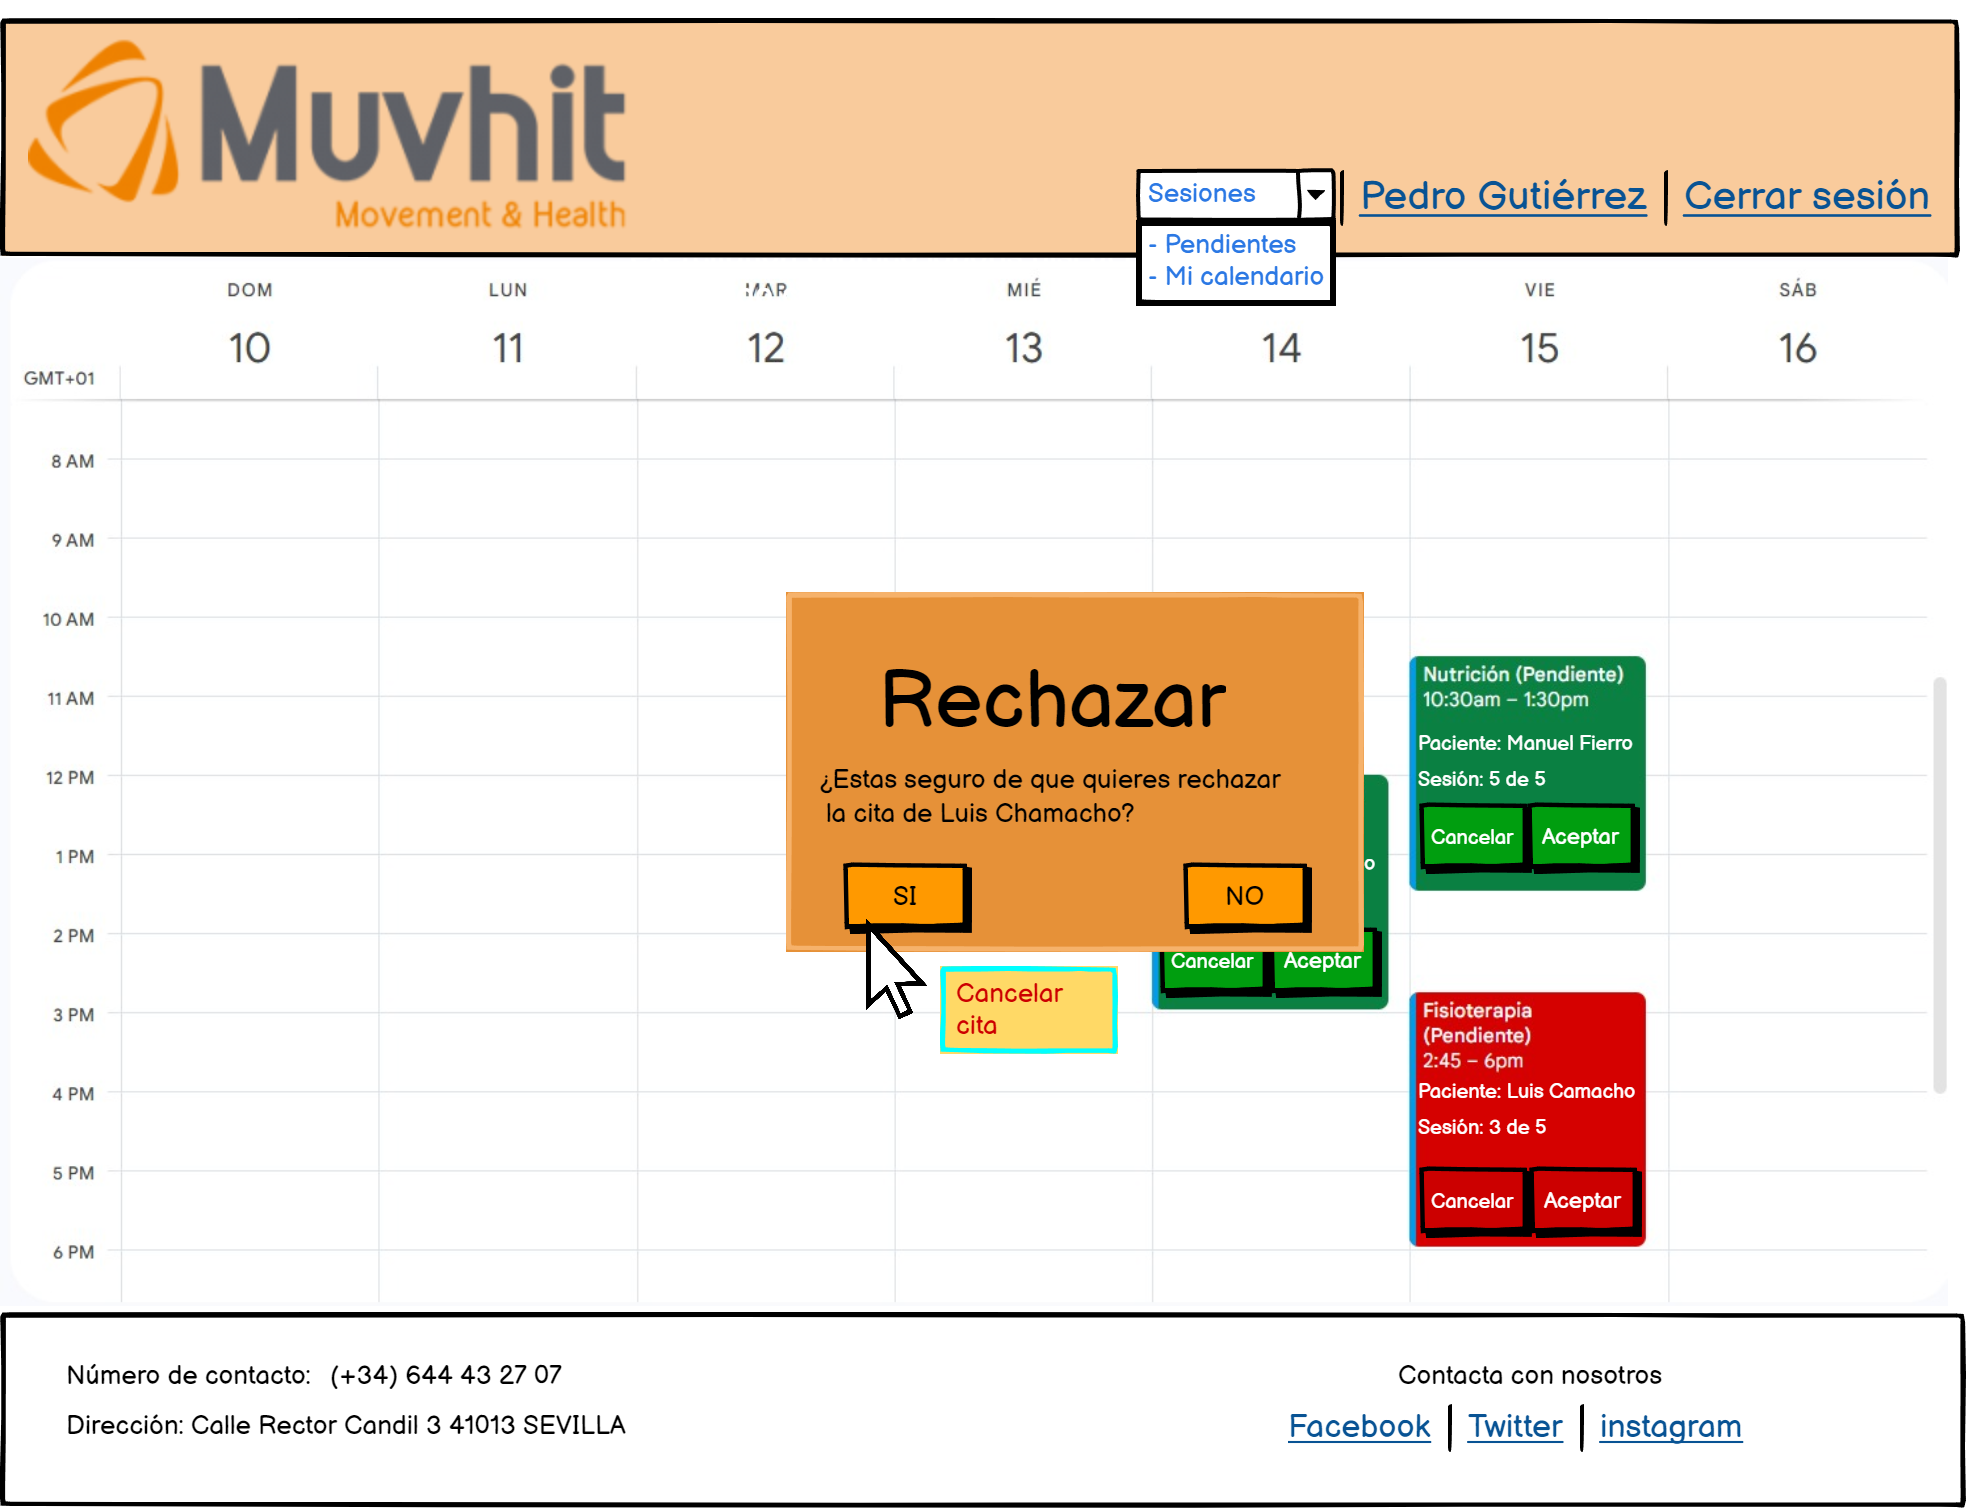 Muvhit
Movement & Health
Sesiones
- Pendientes
- Mi calendario
Pedro Gutiérrez
Cerrar sesión
DOM
LUN
MAR
MIÉ
VIE
SÁB
10
11
12
13
14
15
16
GMT+01
8 AM
9 AM
10 AM
11 AM
12 PM
1 PM
2 PM
3 PM
4 PM
5 PM
6 PM
Rechazar
¿Estas seguro de que quieres rechazar
la cita de Luis Chamacho?
SI
NO
Cancelar
cita
o
Cancelar
Aceptar
Nutrición (Pendiente)
10:30am – 1:30pm
Paciente: Manuel Fierro
Sesión: 5 de 5
Cancelar
Aceptar
Fisioterapia
(Pendiente)
2:45 – 6pm
Paciente: Luis Camacho
Sesión: 3 de 5
Cancelar
Aceptar
Número de contacto: (+34) 644 43 27 07
Dirección: Calle Rector Candil 3 41013 SEVILLA
Contacta con nosotros
Facebook
Twitter
instagram